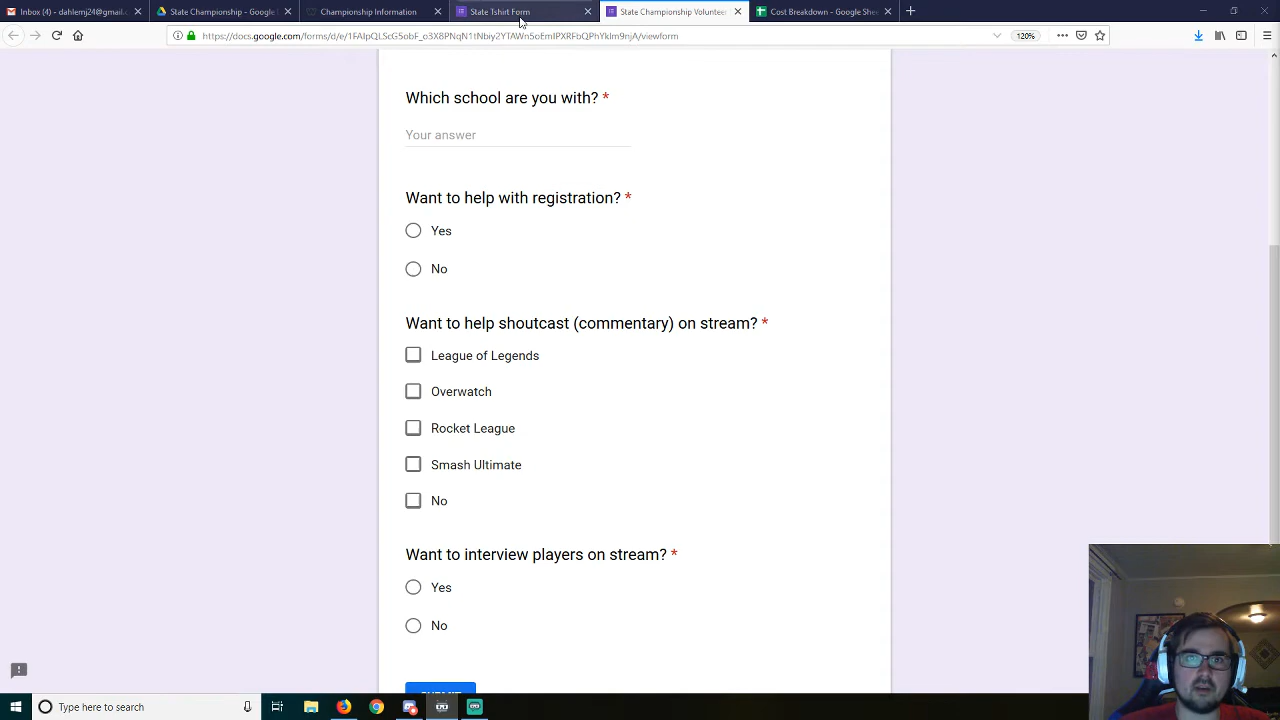 Inbox (4) - dahlemj24@gmail.
State Championship - Google
Championship Information
State Tshirt Form
State Championship Voluntee
Cost Breakdown - Google Shee
120%
Which school are you with? *
Your answer
Want to help with registration? *
Yes
No
Want to help shoutcast (commentary) on stream? *
League of Legends
Overwatch
Rocket League
Smash Ultimate
No
Want to interview players on stream? *
Yes
No
Type here to search